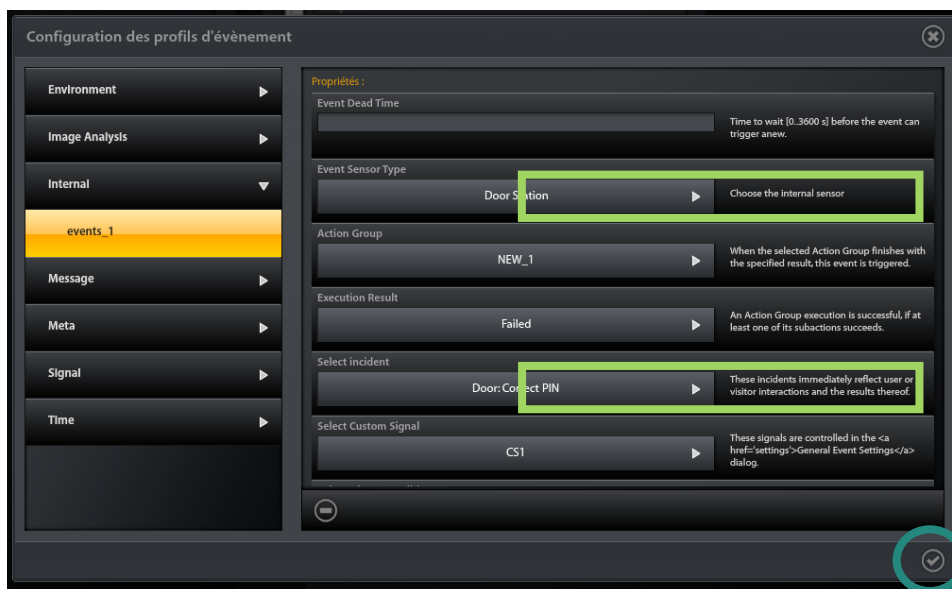 Configuration des profils d'évènement
Environment
Image Analysis
Internal
events_1
Message
Meta
Signal
Time
Propriétés :
Event Dead Time
Time to wait [0..3600 s] before the event can
trigger anew.
Event Sensor Type
Door Station
Choose the internal sensor
Action Group
NEW_1
When the selected Action Group finishes with
the specified result, this event is triggered.
Execution Result
Failed
An Action Group execution is successful, if at
least one of its subactions succeeds.
Select incident
Door: Correct PIN
These incidents immediately reflect user or
visitor interactions and the results thereof.
Select Custom Signal
CS1
These signals are controlled in the <a
href='settings'>General Event Settings</a>
dialog.